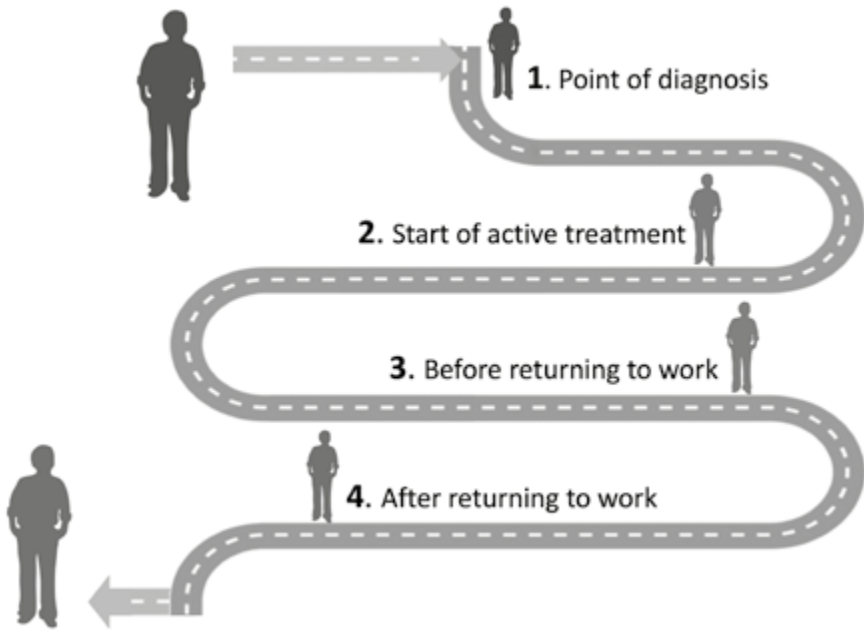 1. Point of diagnosis
2. Start of active treatment
3. Before returning to work
4. After returning to work